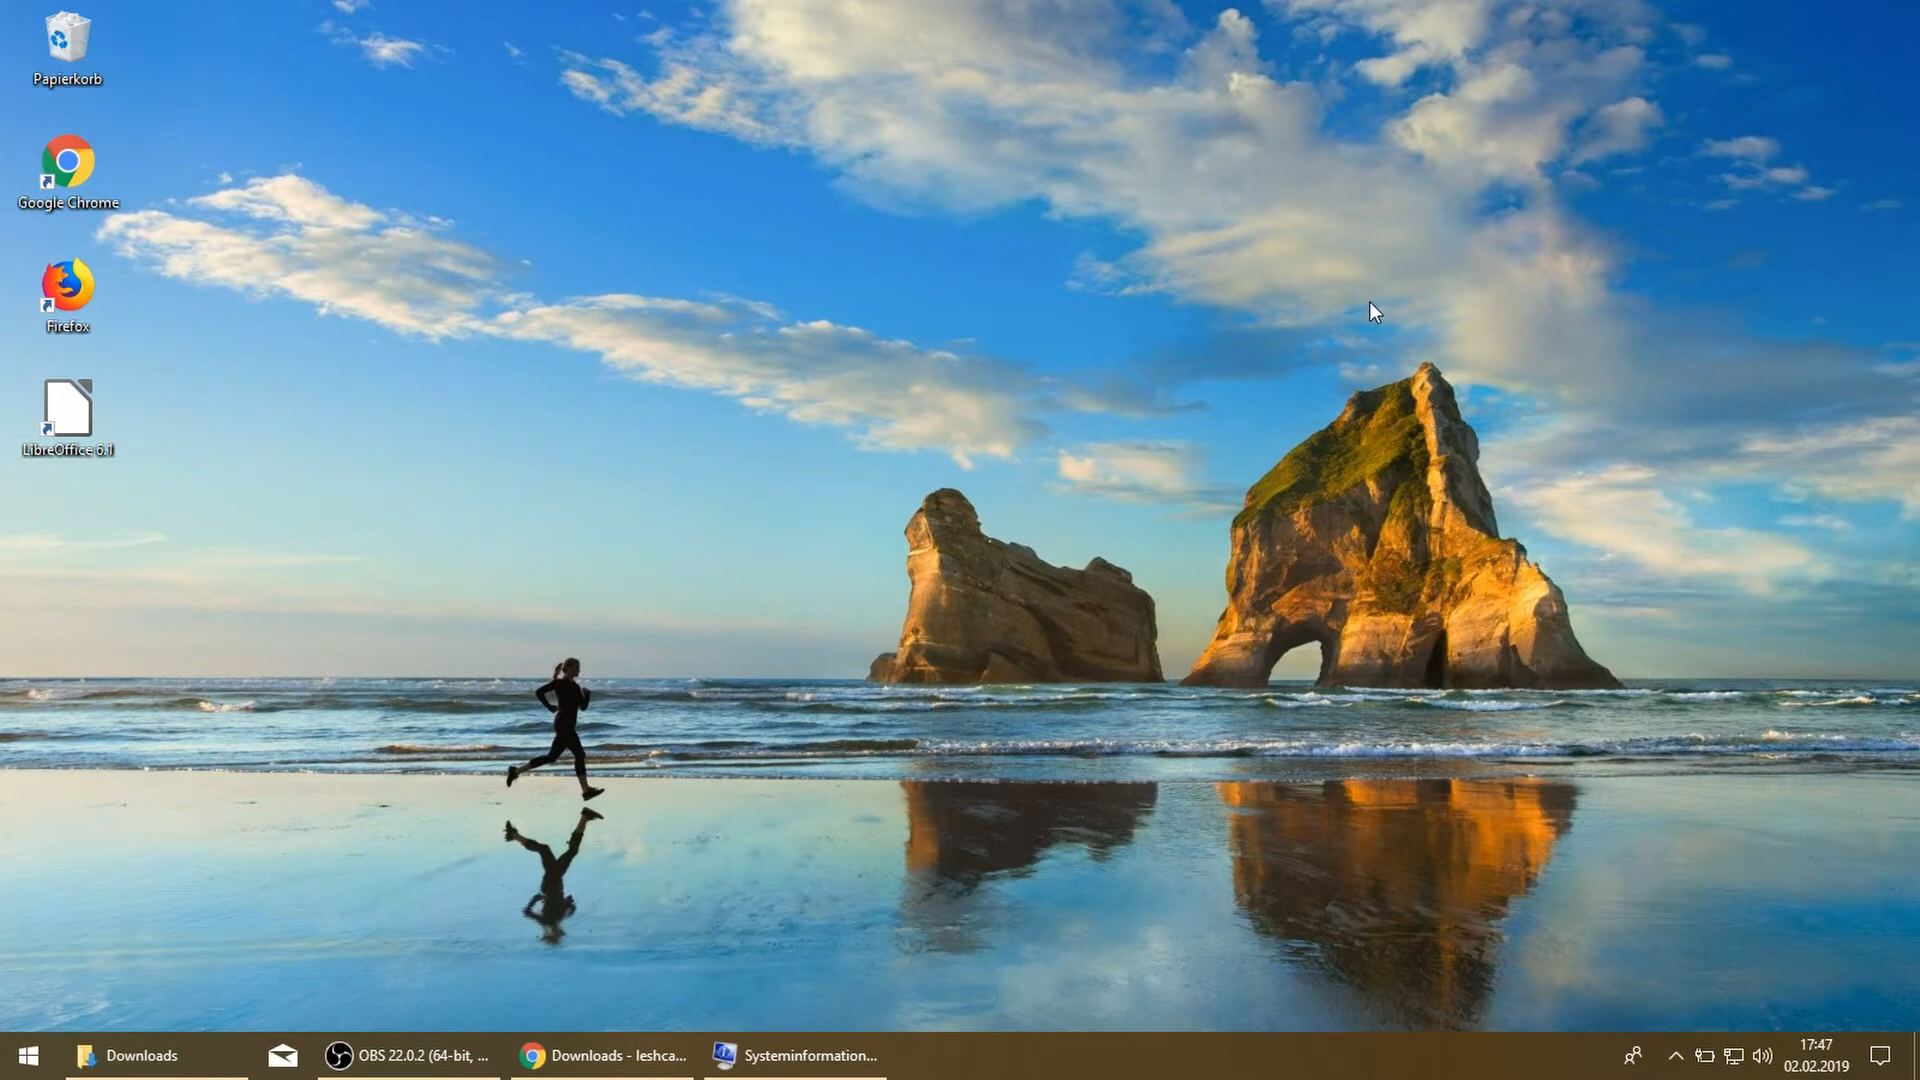 Papierkorb
Google Chrome
Firefox
LibreOffice 6.1
Downloads
OBS 22.0.2 (64-bit, ...
Downloads - leshca...
Systeminformation...
17:47
02.02.2019